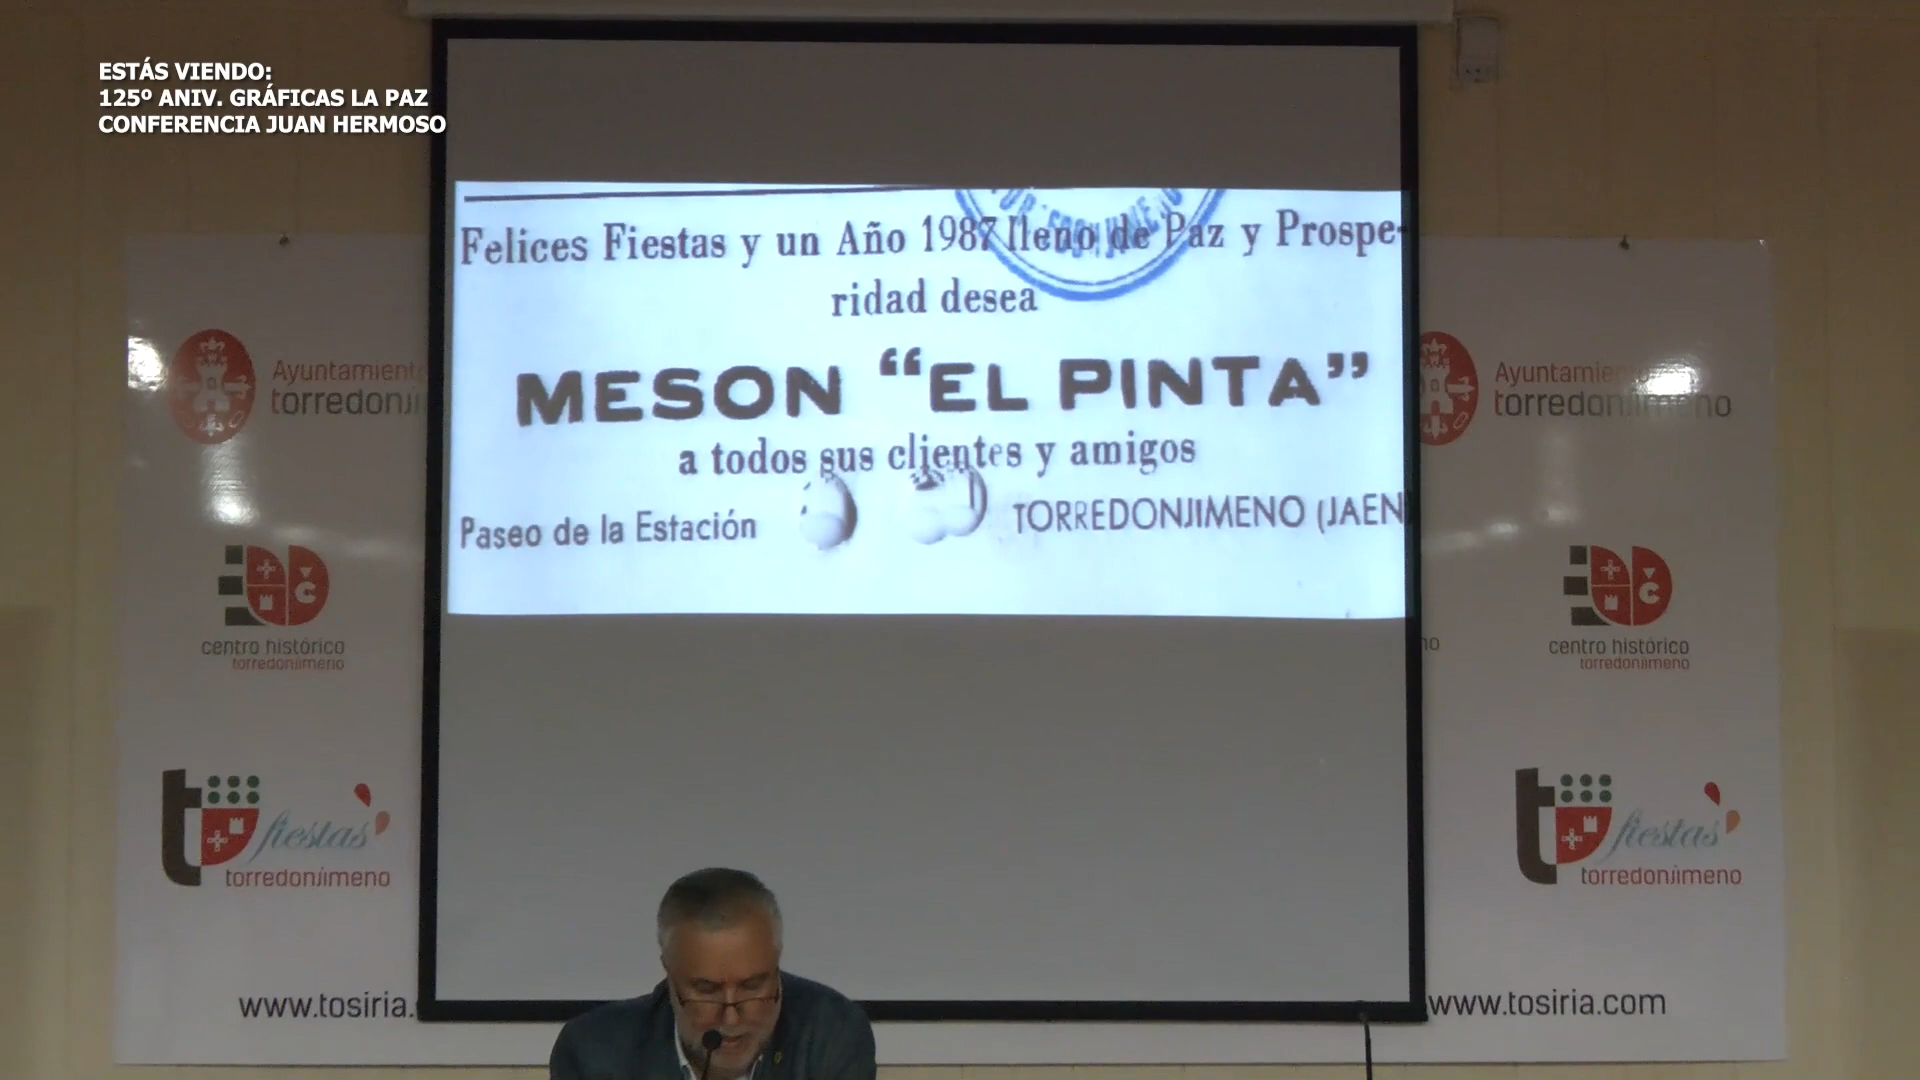 ESTÁS VIENDO:
125º ANIV. GRÁFICAS LA PAZ
CONFERENCIA JUAN HERMOSO
Felices Fiestas y un Año 1987 lleno de Paz y Prospe-
ridad desea
MESON “EL PINTA”
a todos sus clientes y amigos
Paseo de la Estación
TORREDONJIMENO (JAEN
Ayuntamiento
torredonji
centro histórico
torredonjimeno
fiestas
torredonjimeno
www.tosiria.
Ayuntamie
torredonjimeno
no
centro histórico
torredonjimeno
fiestas
torredonjimeno
www.tosiria.com